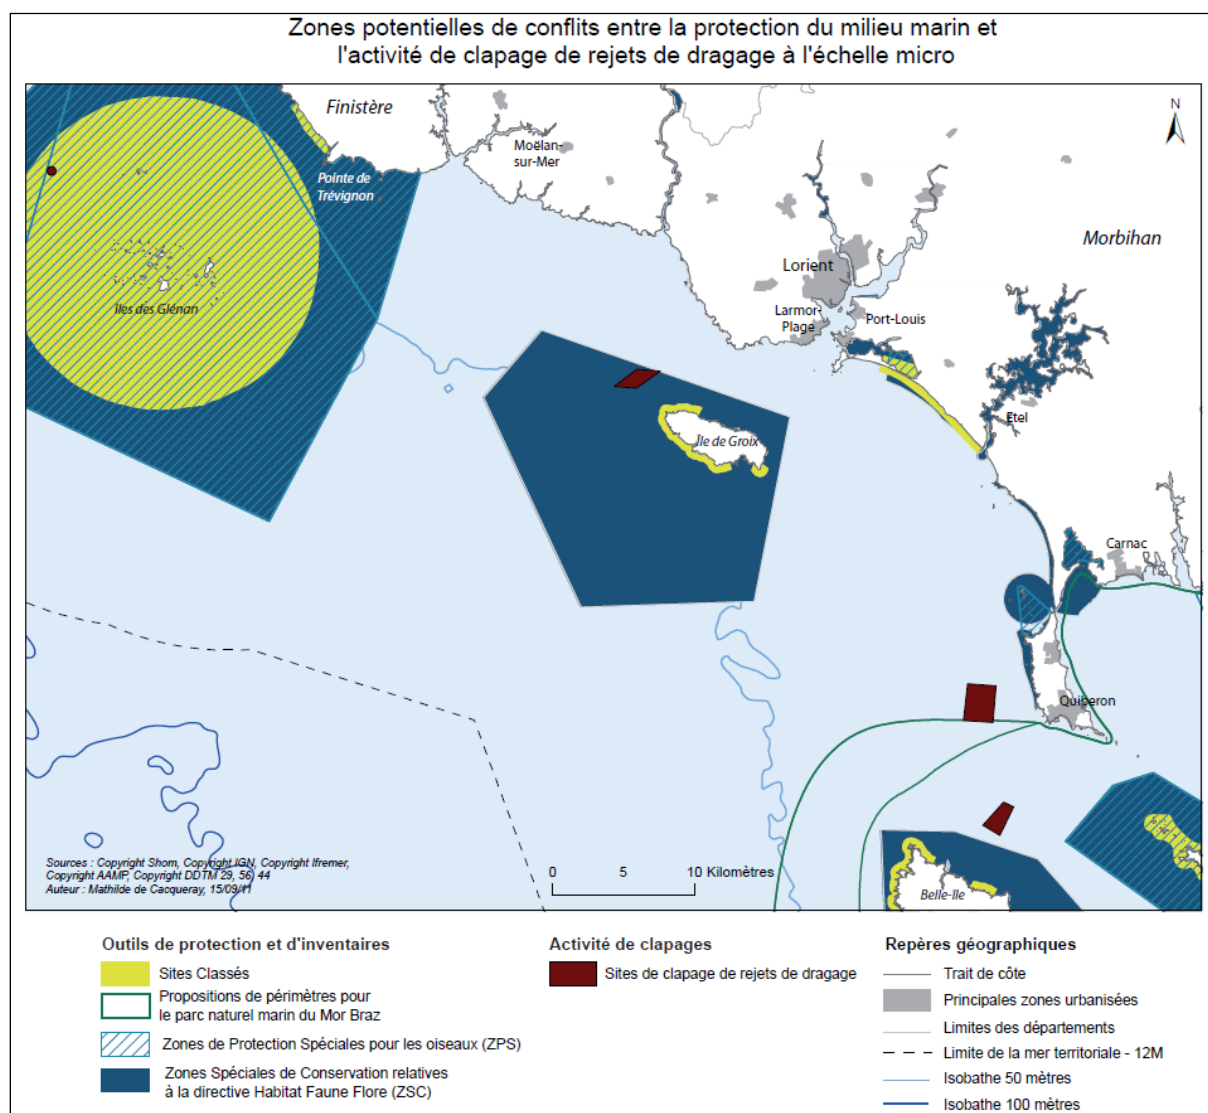 Zones potentielles de conflits entre la protection du milieu marin et
l'activité de clapage de rejets de dragage à l'échelle micro
Finistère
N
Moëlan-
sur-Mer
Pointe de
Trévignon
Morbihan
Lorient
Larmor-
Plage
Port-Louis
Iles des Glénan
Etel
Ile de Groix
Carnac
Quiberon
Sources : Copyright Shom, Copyright IGN, Copyright Ifremer,
Copyright AAMP, Copyright DDTM 29, 56, 44
Auteur : Mathilde de Cacqueray, 15/09/11
0 5 10 Kilomètres
Belle-île
Outils de protection et d'inventaires
Sites Classés
Propositions de périmètres pour
le parc naturel marin du Mor Braz
Zones de Protection Spéciales pour les oiseaux (ZPS)
Zones Spéciales de Conservation relatives
à la directive Habitat Faune Flore (ZSC)
Activité de clapages
Sites de clapage de rejets de dragage
Repères géographiques
Trait de côte
Principales zones urbanisées
Limites des départements
Limite de la mer territoriale - 12M
Isobathe 50 mètres
Isobathe 100 mètres